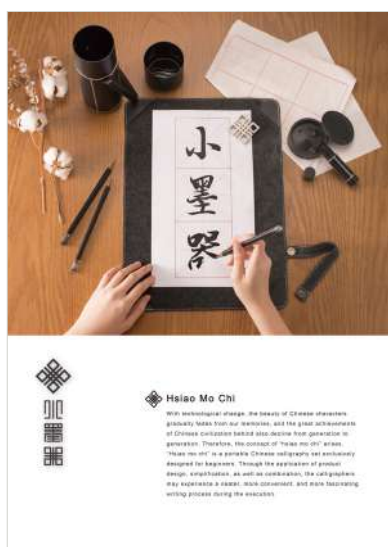 小
墨
器
小
墨
器
Hsiao Mo Chi
With technological change, the beauty of Chinese characters
gradually fades from our memories, and the great achievements
of Chinese civilization behind also decline from generation to
generation. Therefore, the concept of "hsiao mo chi" arises.
"Hsiao mo chi" is a portable Chinese calligraphy set exclusively
designed for beginners. Through the application of product
design, simplification, as well as combination, the calligraphers
may experience a neater, more convenient, and more fascinating
writing process during the execution.